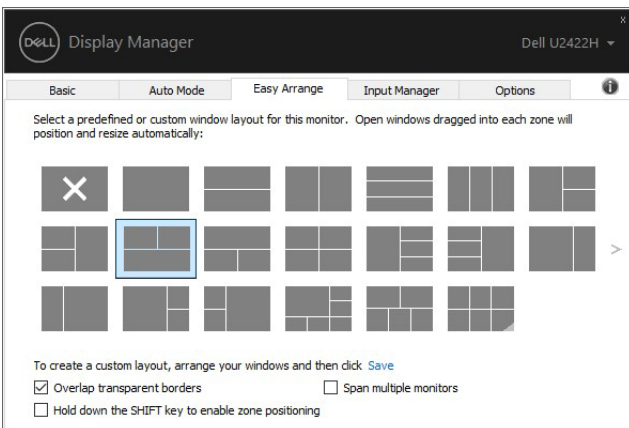 x
DELL Display Manager Dell U2422H
Basic Auto Mode Easy Arrange Input Manager Options i
Select a predefined or custom window layout for this monitor. Open windows dragged into each zone will
position and resize automatically:
>
To create a custom layout, arrange your windows and then click Save
Overlap transparent borders Span multiple monitors
Hold down the SHIFT key to enable zone positioning